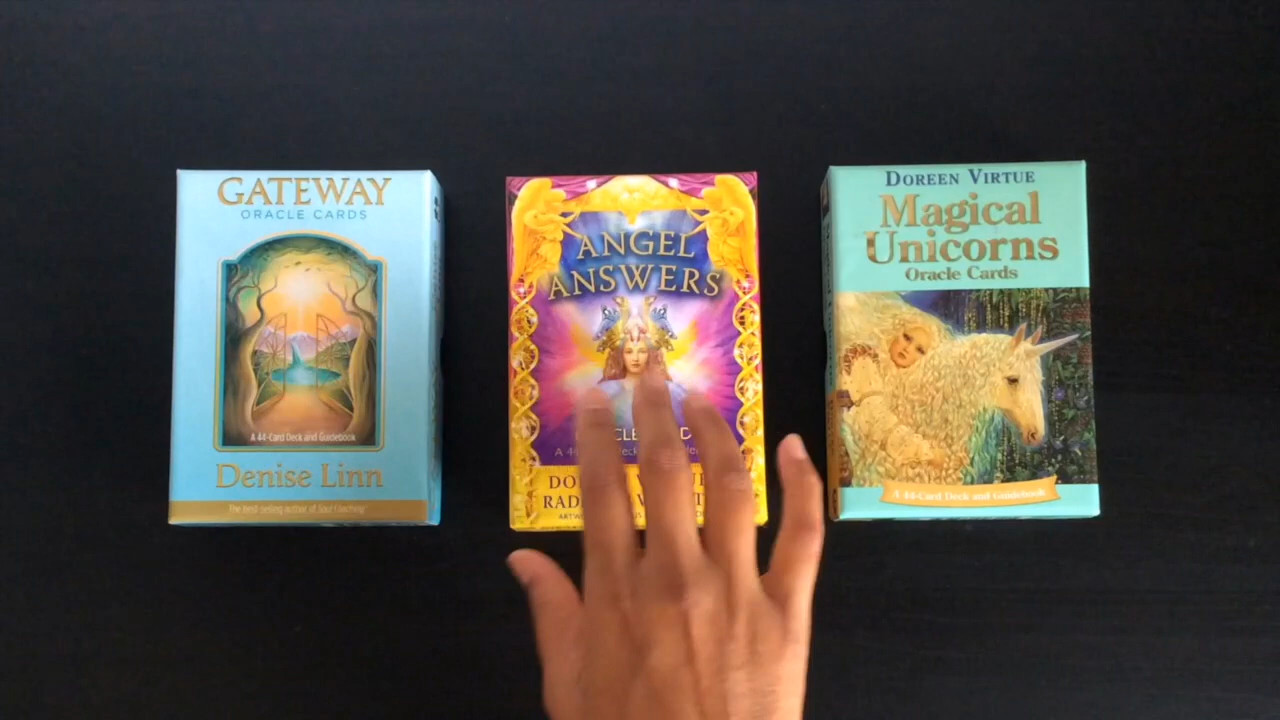 GATEWAY
ORACLE CARDS
A 44-Card Deck and Guidebook
Denise Linn
The best-selling author of Soul Coaching
ANGEL
ANSWERS
DOREEN VIRTUE
Magical
Unicorns
Oracle Cards
A 44-Card Deck and Guidebook